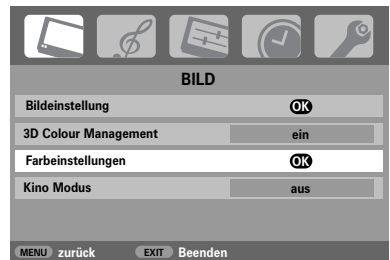 BILD
Bildeinstellung OK
3D Colour Management ein
Farbeinstellungen OK
Kino Modus aus
MENU zurück EXIT Beenden